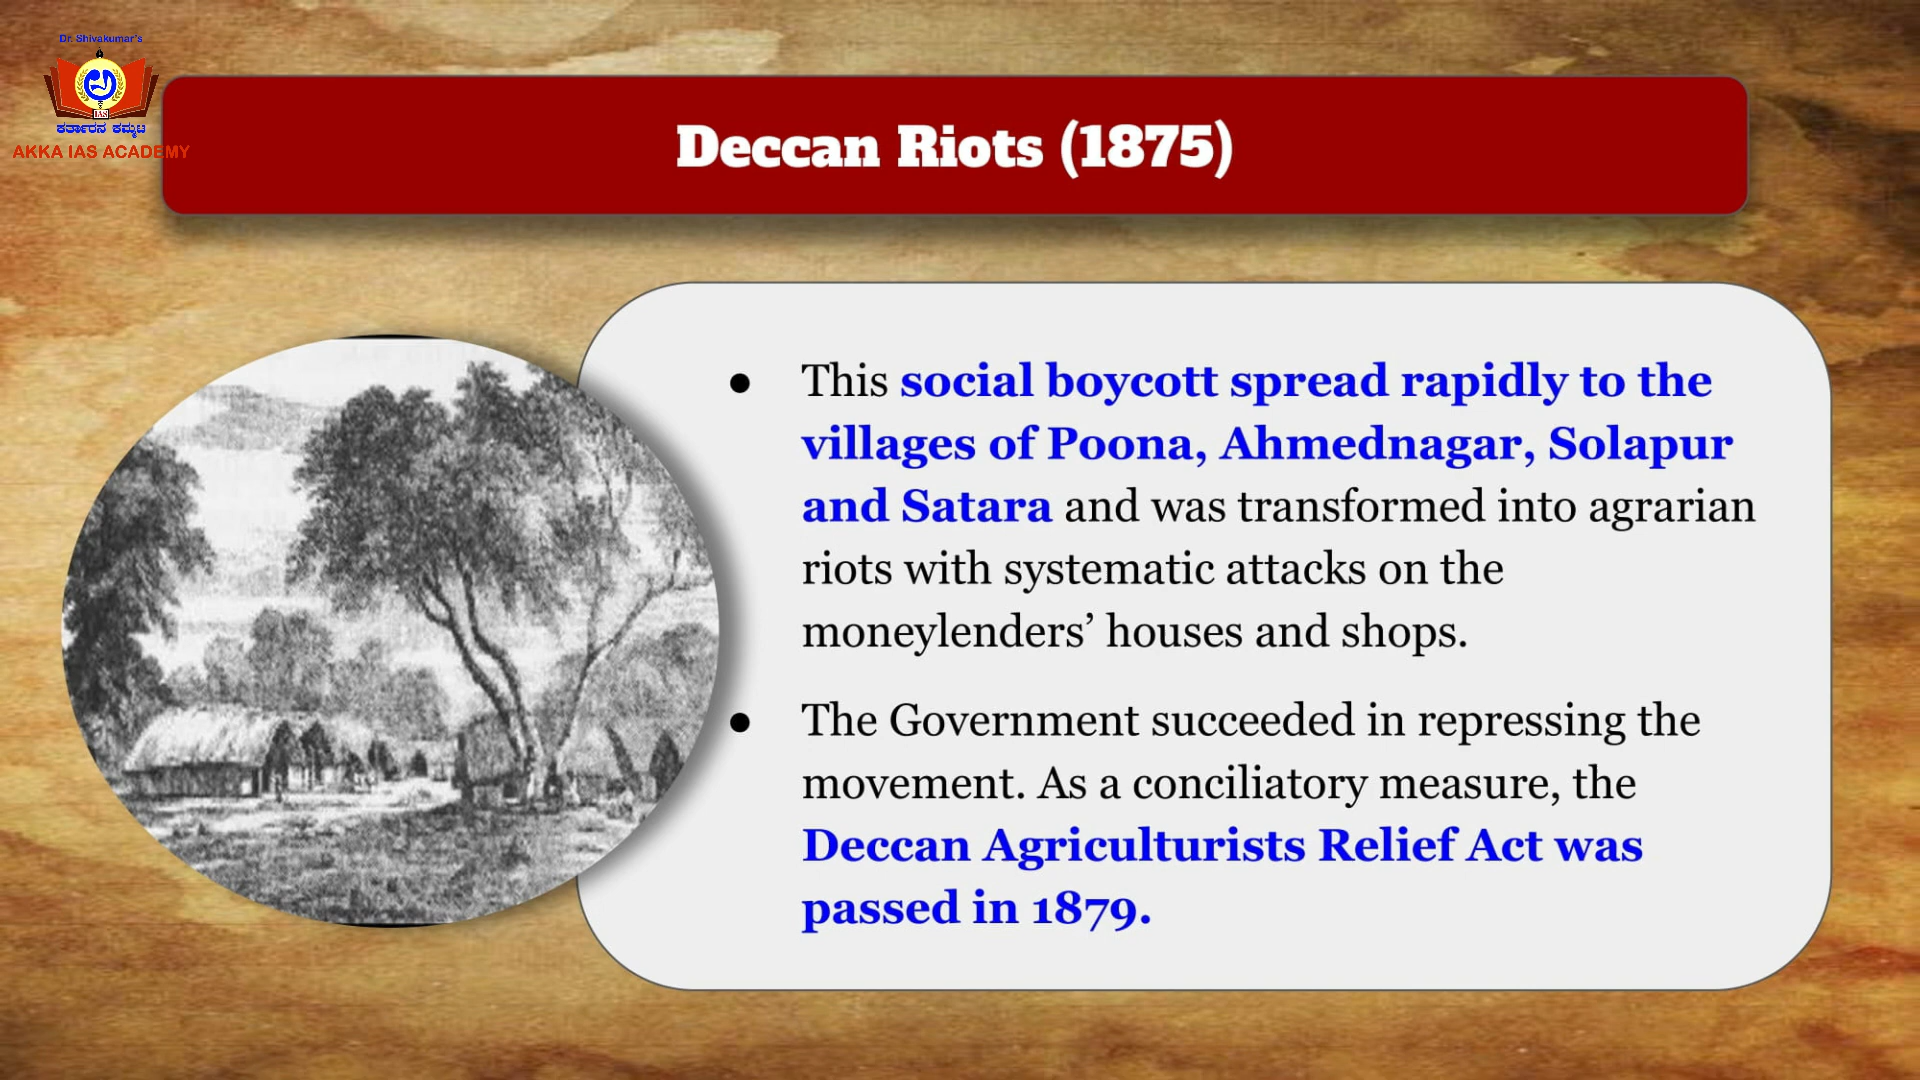 Dr. Shivakumar's
IAS
ಕರ್ತಾರನ ಕಮ್ಮಟ
AKKA IAS ACADEMY
Deccan Riots (1875)
● This social boycott spread rapidly to the
villages of Poona, Ahmednagar, Solapur
and Satara and was transformed into agrarian
riots with systematic attacks on the
moneylenders’ houses and shops.
● The Government succeeded in repressing the
movement. As a conciliatory measure, the
Deccan Agriculturists Relief Act was
passed in 1879.